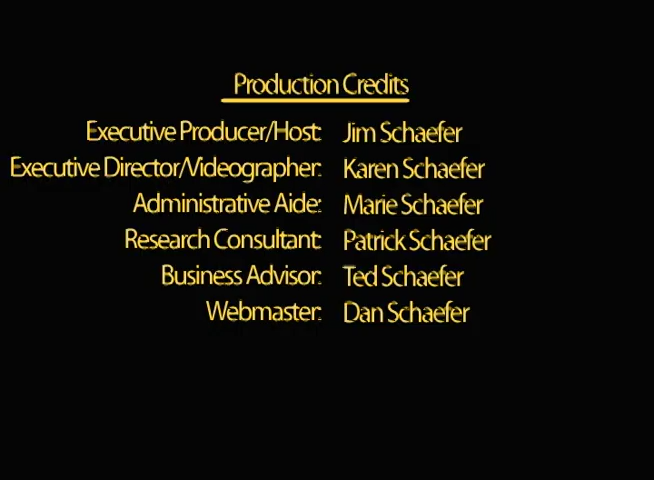 Production Credits
Executive Producer/Host: Jim Schaefer
Executive Director/Videographer: Karen Schaefer
Administrative Aide: Marie Schaefer
Research Consultant: Patrick Schaefer
Business Advisor: Ted Schaefer
Webmaster: Dan Schaefer